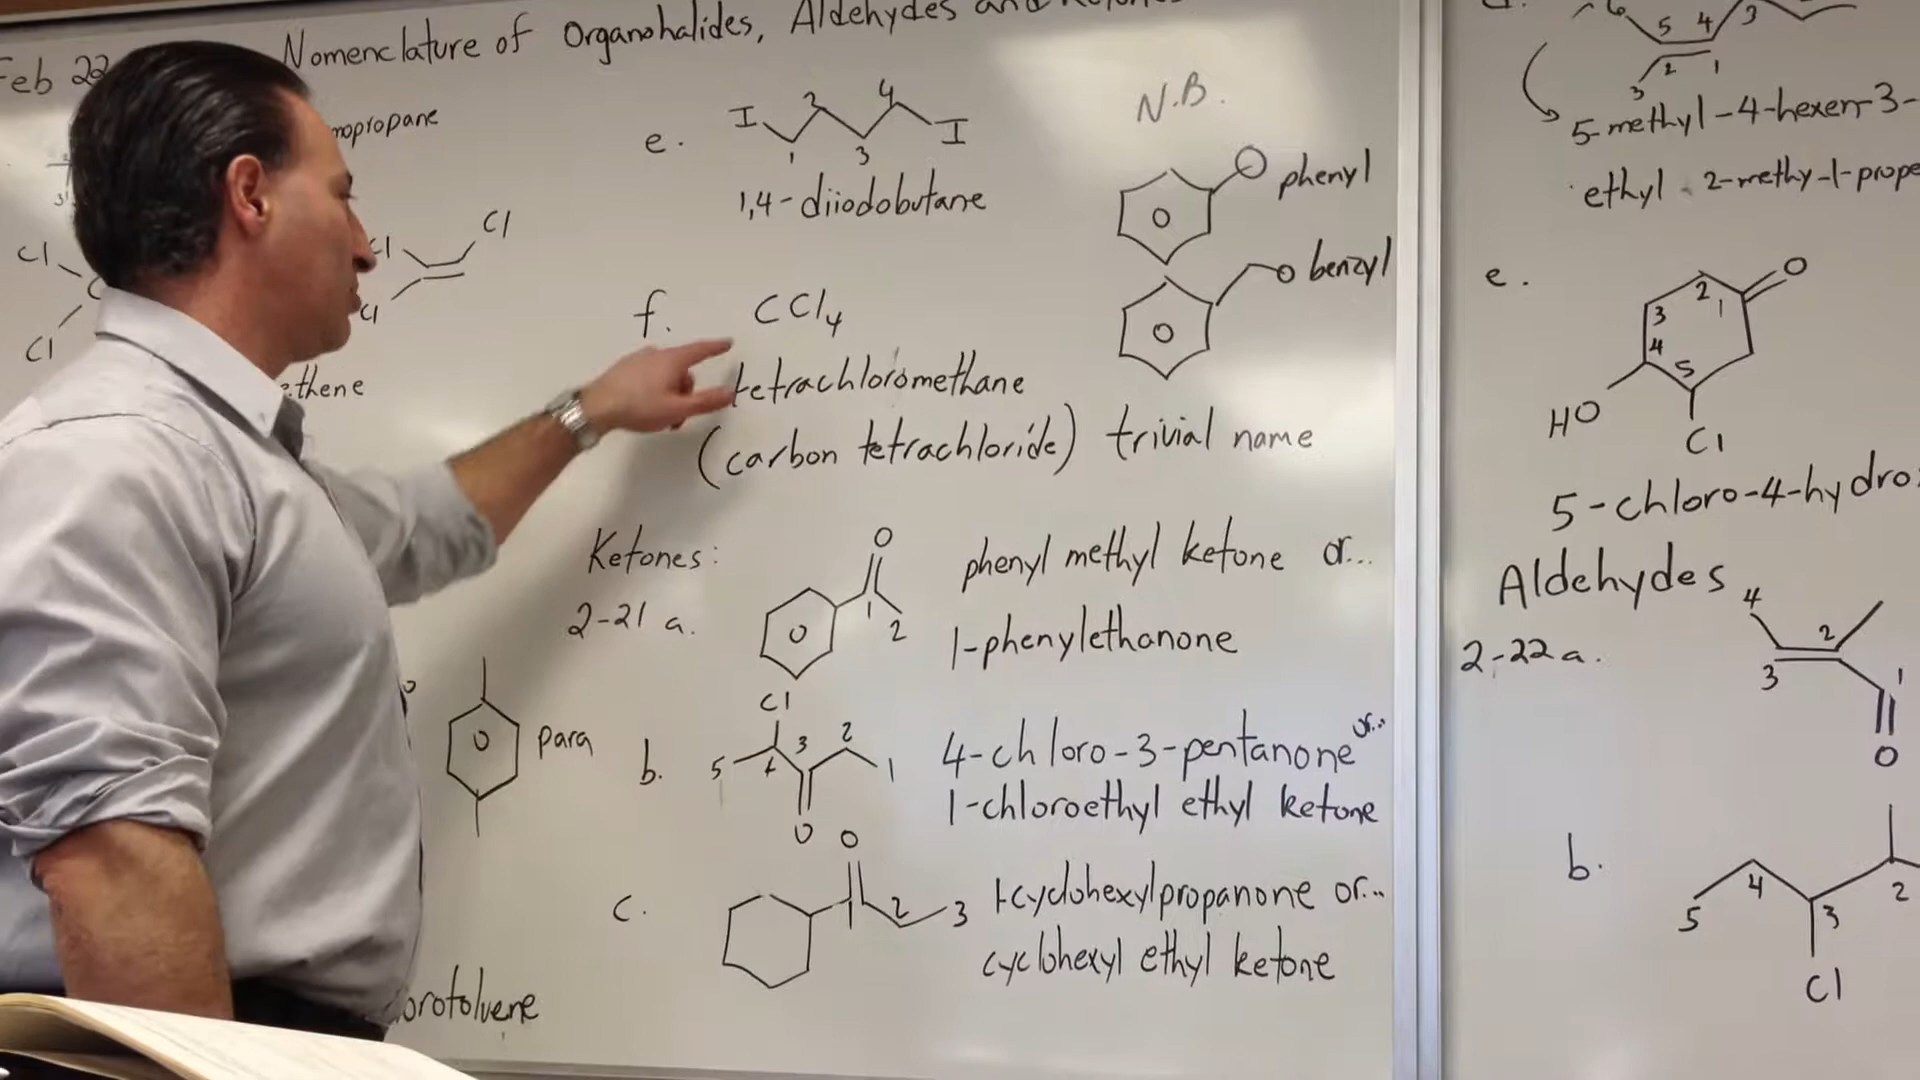 Feb 22
Nomenclature of Organohalides, Aldehydes and Ketones
mopropane
Cl
Cl
Cl
Cl
Cl
ethene
e.
I 1 2 3 4 I
1,4-diiodobutane
f.
CCl4
tetrachloromethane
(carbon tetrachloride) trivial name
N.B.
phenyl
benzyl
Ketones:
2-21 a.
O
1
2
phenyl methyl ketone or...
1-phenylethanone
para
b.
Cl
5 4 3 2 1
O
4-chloro-3-pentanone or...
1-chloroethyl ethyl ketone
c.
O
1 2 3
1-cyclohexylpropanone or...
cyclohexyl ethyl ketone
orotoluene
d.
6 5 4 3
3 2 1
5-methyl-4-hexen-3-
ethyl 2-methy-1-prope
e.
O
1 2 3 4 5
HO
Cl
5-chloro-4-hydro
Aldehydes
2-22 a.
4 3 2 1
O
b.
5 4 3 2
Cl